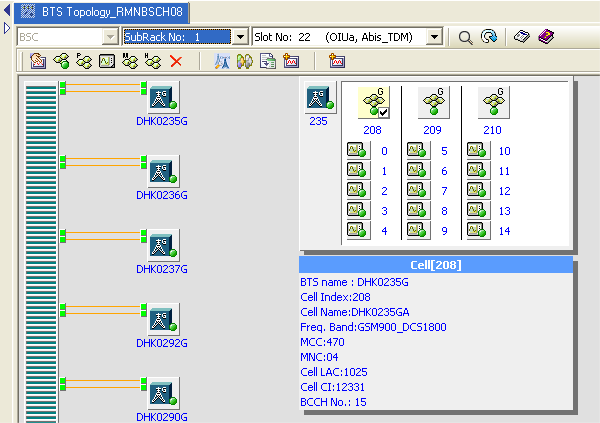 BTS Topology_RMNBSCH08
BSC SubRack No: 1 Slot No: 22 (OIUa, Abis_TDM)
DHK0235G
DHK0236G
DHK0237G
DHK0292G
DHK0290G
235
G G G
208 209 210
0 5 10
1 6 11
2 7 12
3 8 13
4 9 14
Cell[208]
BTS name : DHK0235G
Cell Index:208
Cell Name:DHK0235GA
Freq. Band:GSM900_DCS1800
MCC:470
MNC:04
Cell LAC:1025
Cell CI:12331
BCCH No.: 15